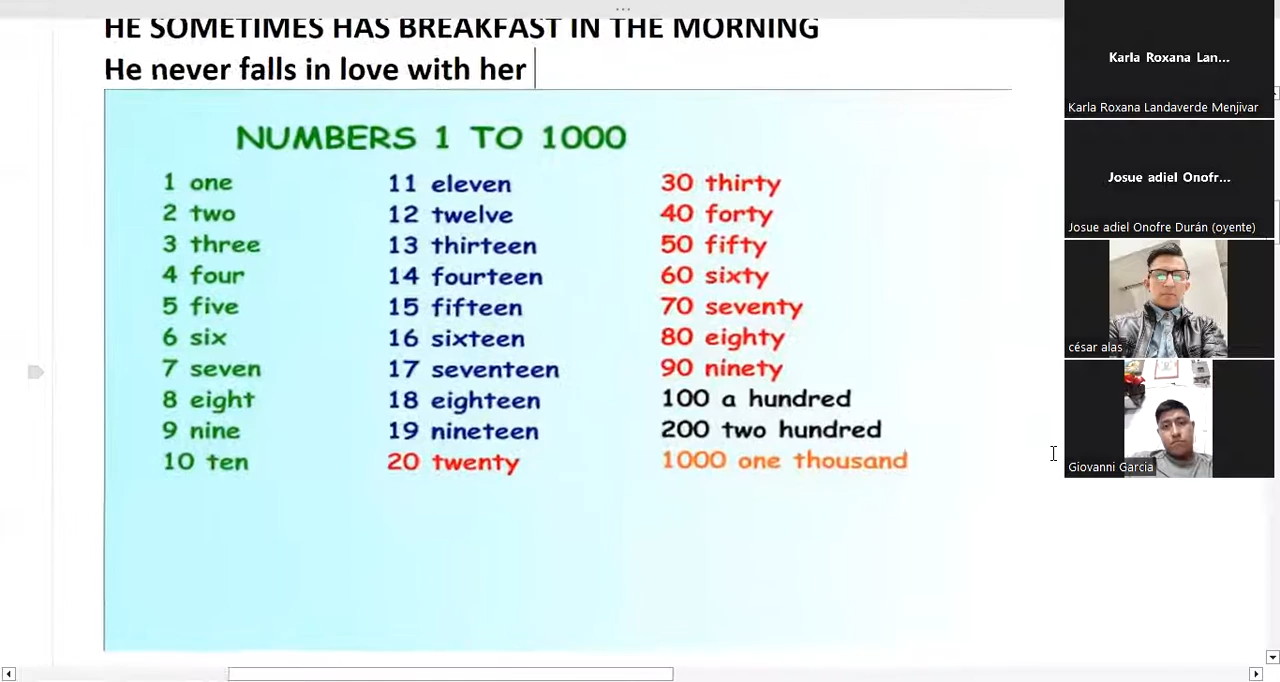 HE SOMETIMES HAS BREAKFAST IN THE MORNING
He never falls in love with her
NUMBERS 1 TO 1000
1 one
2 two
3 three
4 four
5 five
6 six
7 seven
8 eight
9 nine
10 ten
11 eleven
12 twelve
13 thirteen
14 fourteen
15 fifteen
16 sixteen
17 seventeen
18 eighteen
19 nineteen
20 twenty
30 thirty
40 forty
50 fifty
60 sixty
70 seventy
80 eighty
90 ninety
100 a hundred
200 two hundred
1000 one thousand
Karla Roxana Lan...
Karla Roxana Landaverde Menjivar
Josue adiel Onofr...
Josue adiel Onofre Durán (oyente)
césar alas
Giovanni Garcia